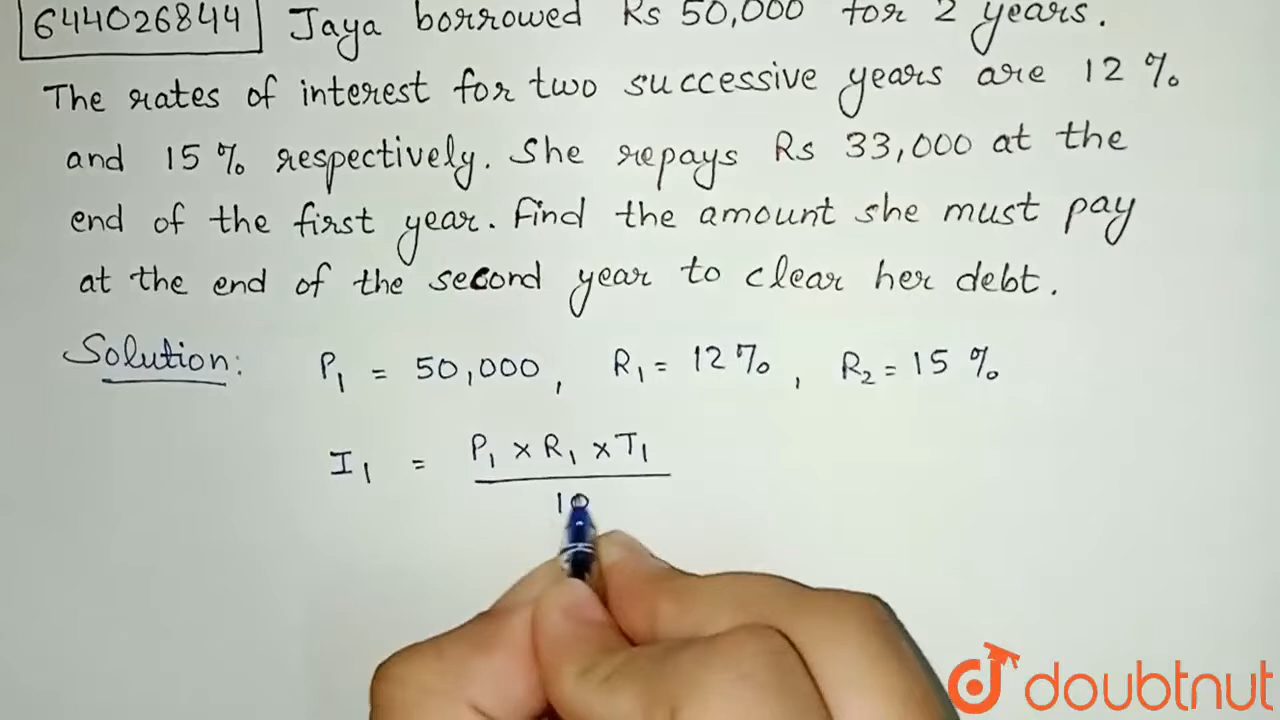 644026844 Jaya borrowed Rs 50,000 for 2 years.
The rates of interest for two successive years are 12 %
and 15 % respectively. She repays Rs 33,000 at the
end of the first year. Find the amount she must pay
at the end of the second year to clear her debt.
Solution: P₁ = 50,000, R₁ = 12 %, R₂ = 15 %
I₁ = P₁ × R₁ × T₁
10
doubtnut